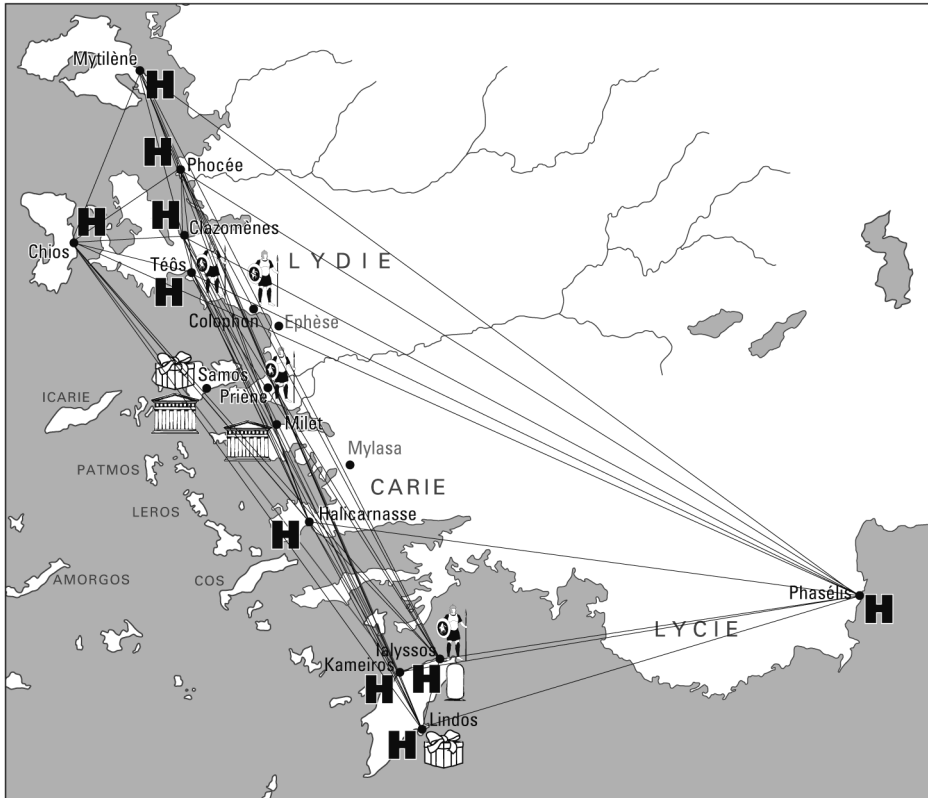 Mytilène
H
H
Phocée
H
H
Clazomènes
Chios
Téôs
LYDIE
H
Colophon
Ephèse
Samos
ICARIE
Priène
Milet
Mylasa
PATMOS
CARIE
LEROS
Halicarnasse
H
AMORGOS
COS
Phasélis
H
LYCIE
Ialyssos
Kameiros
H
H
Lindos
H